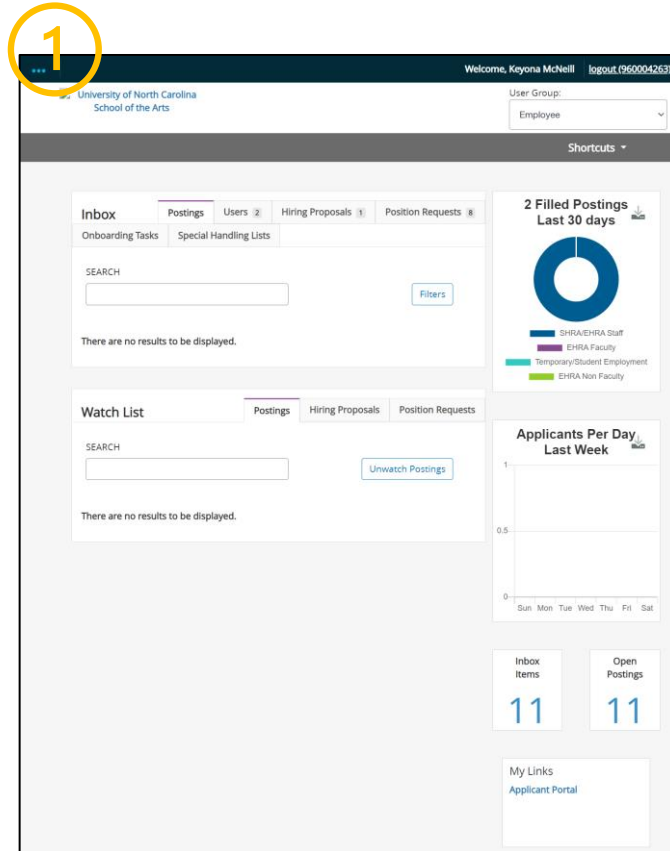 1
...
Welcome, Keyona McNeill logout (960004263)
University of North Carolina
School of the Arts
User Group:
Employee
Shortcuts
Inbox Postings Users 2 Hiring Proposals 1 Position Requests 8
Onboarding Tasks Special Handling Lists
SEARCH
Filters
There are no results to be displayed.
Watch List Postings Hiring Proposals Position Requests
SEARCH
Unwatch Postings
There are no results to be displayed.
2 Filled Postings
Last 30 days
SHRA/EHRA Staff
EHRA Faculty
Temporary/Student Employment
EHRA Non Faculty
Applicants Per Day
Last Week
1
0.5
0
Sun Mon Tue Wed Thu Fri Sat
Inbox
Items
11
Open
Postings
11
My Links
Applicant Portal